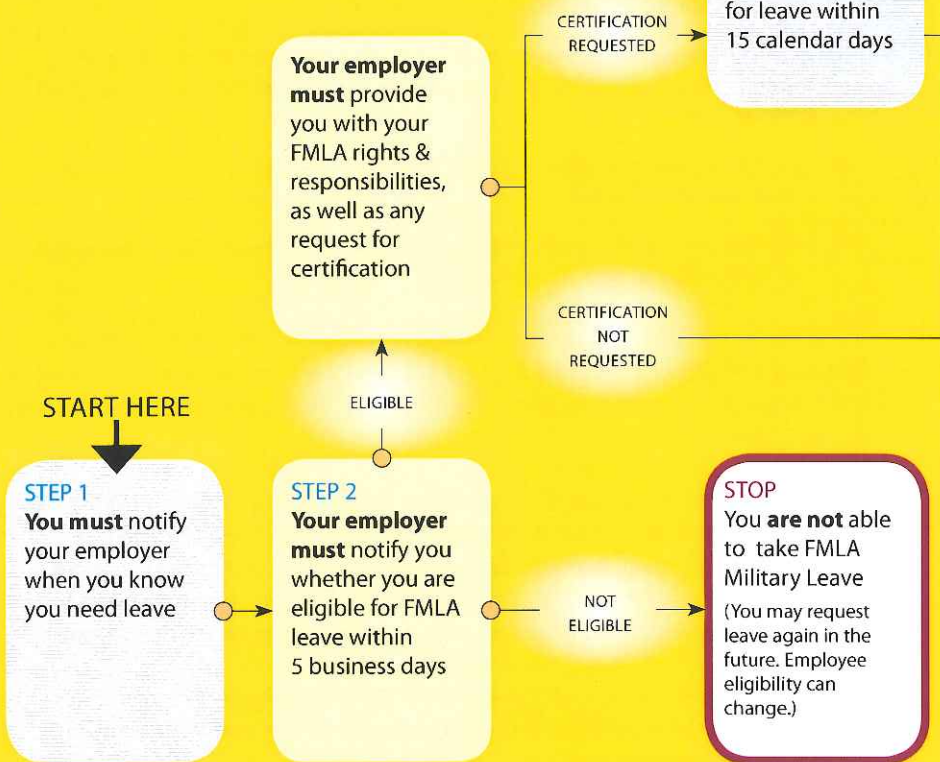 START HERE
STEP 1
You must notify
your employer
when you know
you need leave
STEP 2
Your employer
must notify you
whether you are
eligible for FMLA
leave within
5 business days
NOT
ELIGIBLE
STOP
You are not able
to take FMLA
Military Leave
(You may request
leave again in the
future. Employee
eligibility can
change.)
ELIGIBLE
Your employer
must provide
you with your
FMLA rights &
responsibilities,
as well as any
request for
certification
CERTIFICATION
REQUESTED
for leave within
15 calendar days
CERTIFICATION
NOT
REQUESTED